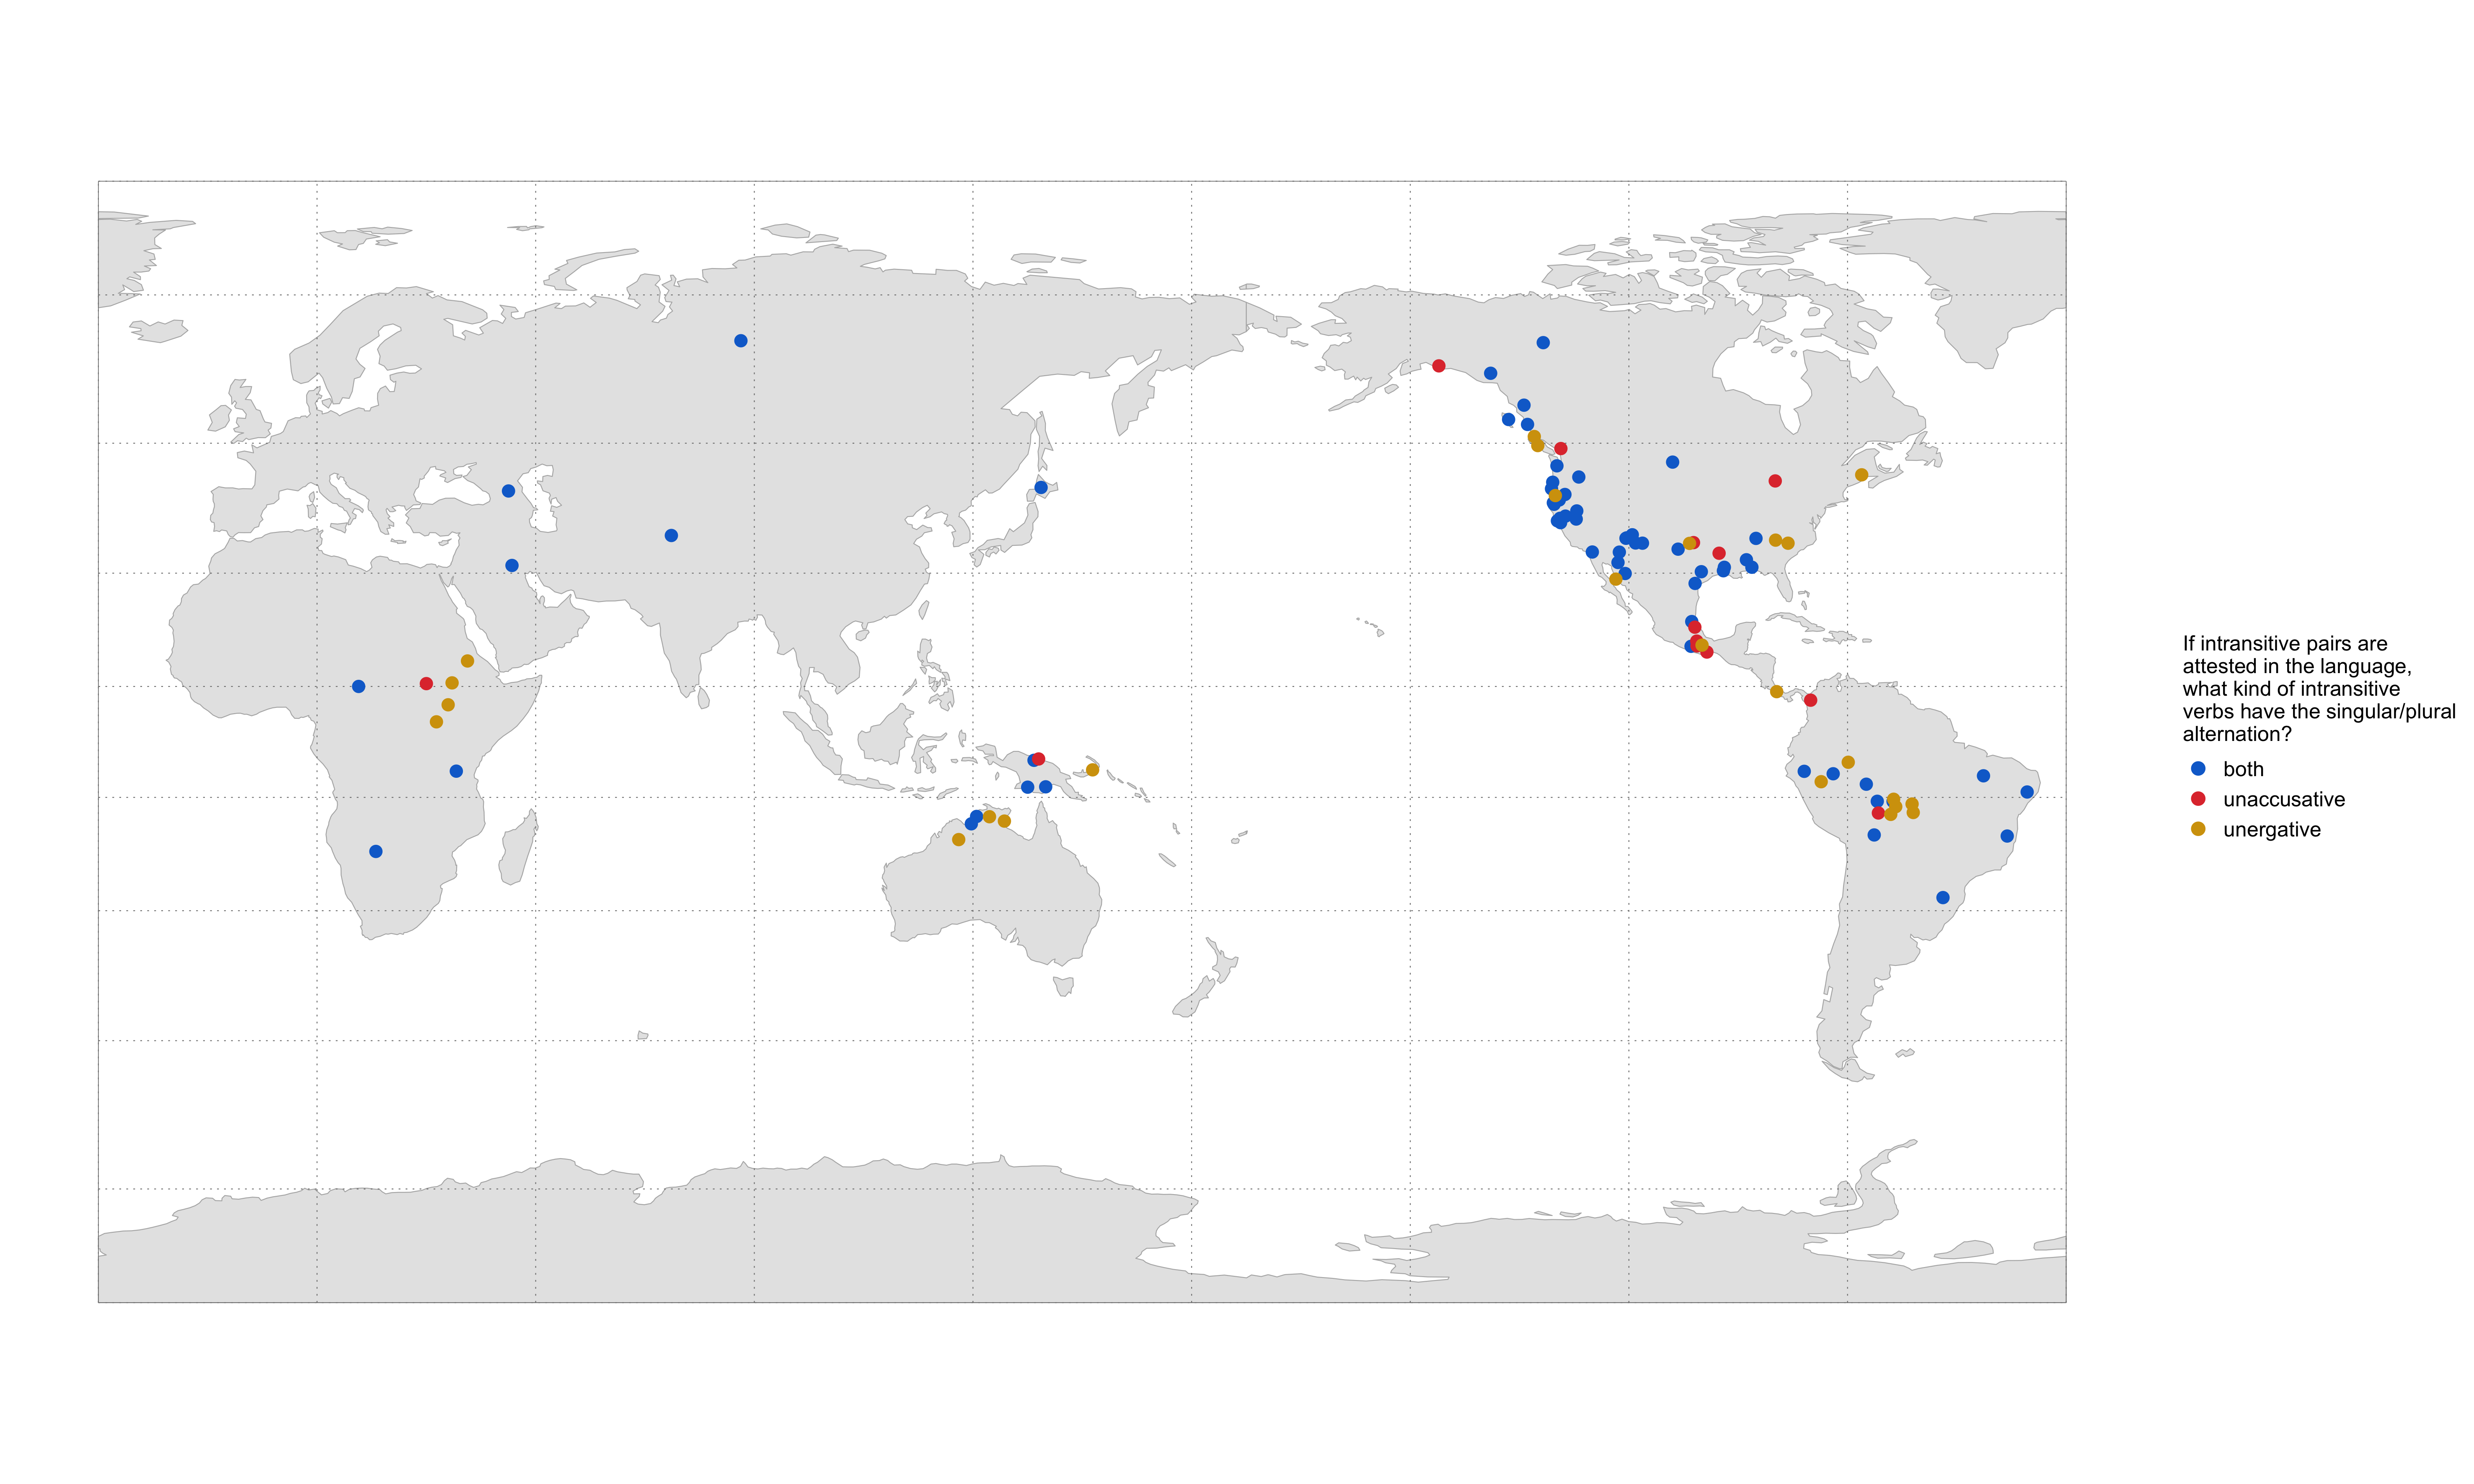 If intransitive pairs are
attested in the language,
what kind of intransitive
verbs have the singular/plural
alternation?
both
unaccusative
unergative